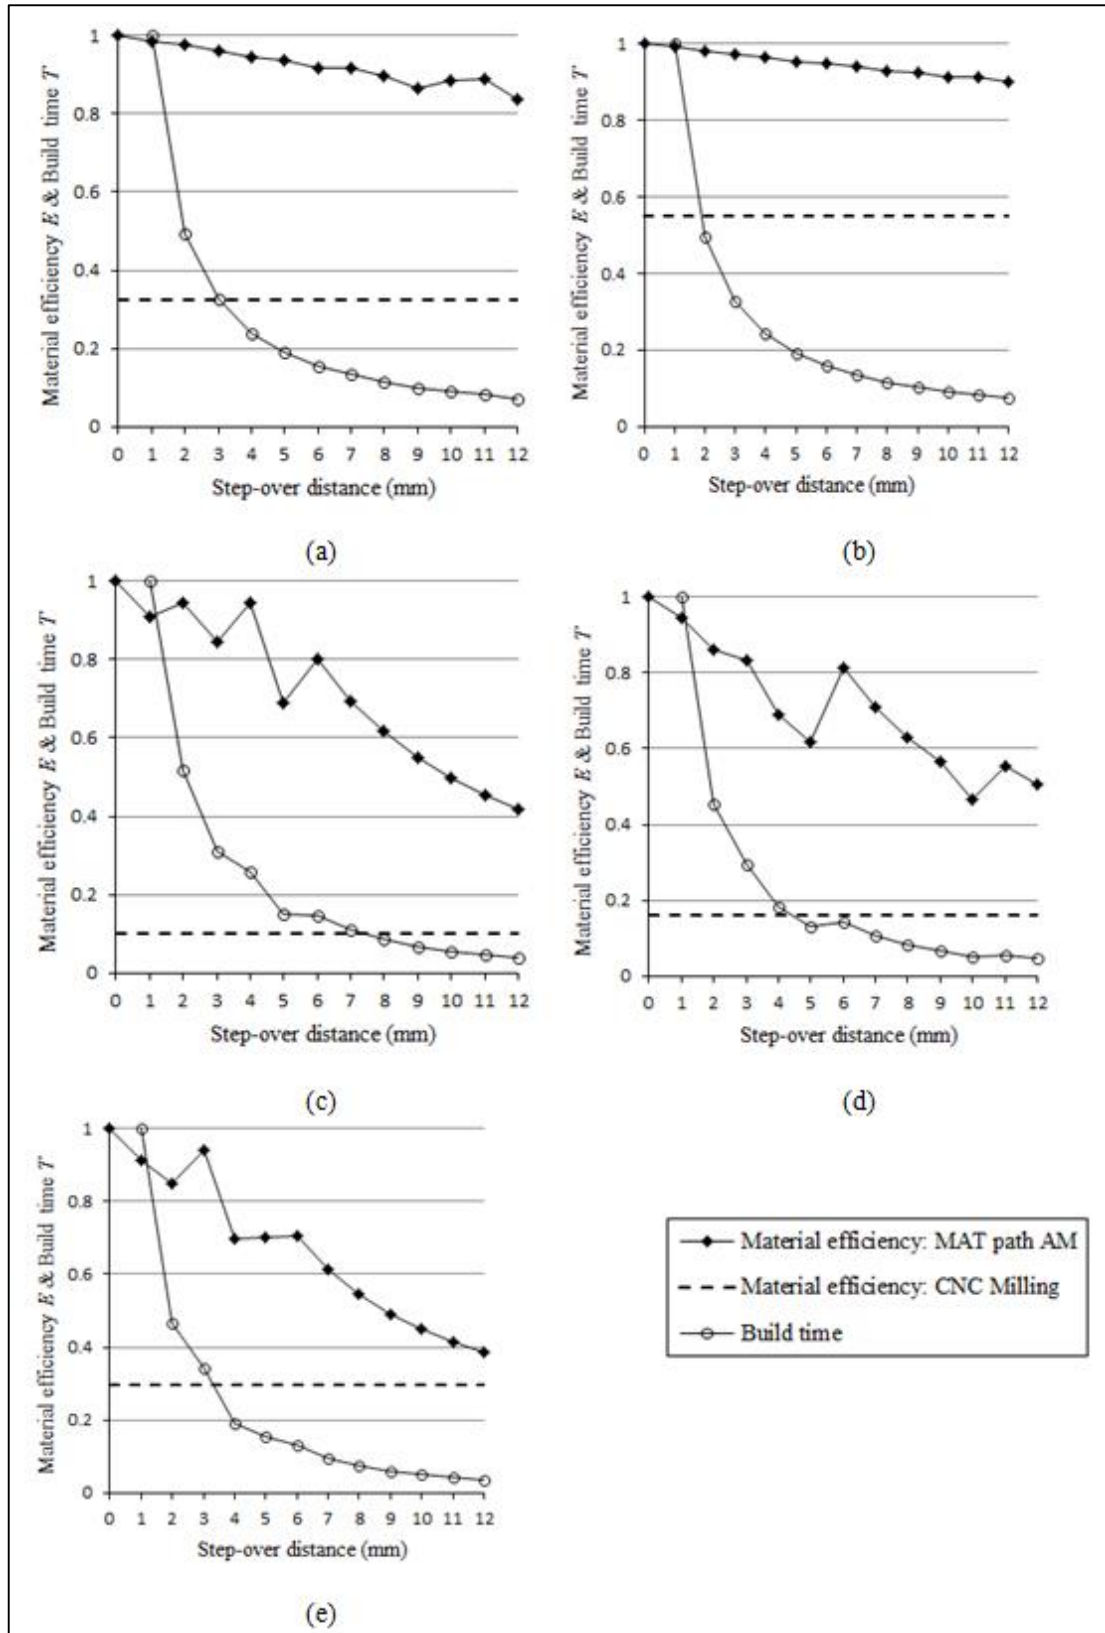 Material efficiency E & Build time T
1
0.8
0.6
0.4
0.2
0
0 1 2 3 4 5 6 7 8 9 10 11 12
Step-over distance (mm)
(a)
Material efficiency E & Build time T
1
0.8
0.6
0.4
0.2
0
0 1 2 3 4 5 6 7 8 9 10 11 12
Step-over distance (mm)
(b)
Material efficiency E & Build time T
1
0.8
0.6
0.4
0.2
0
0 1 2 3 4 5 6 7 8 9 10 11 12
Step-over distance (mm)
(c)
Material efficiency E & Build time T
1
0.8
0.6
0.4
0.2
0
0 1 2 3 4 5 6 7 8 9 10 11 12
Step-over distance (mm)
(d)
Material efficiency E & Build time T
1
0.8
0.6
0.4
0.2
0
0 1 2 3 4 5 6 7 8 9 10 11 12
Step-over distance (mm)
(e)
Material efficiency: MAT path AM
Material efficiency: CNC Milling
Build time